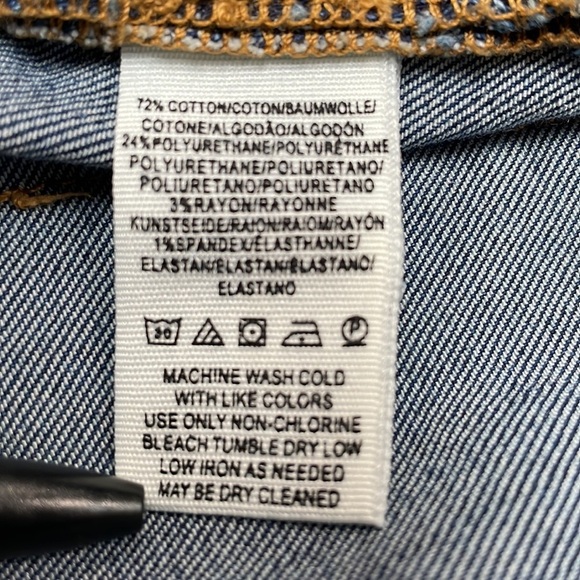 72% COTTON/COTON/BAUMWOLLE/
COTONE/ALGODÃO/ALGODÓN
24%POLYURETHANE/POLYURÉTHANE
POLYURETHANE/POLIURETANO/
POLIURETANO/POLIURETANO
3%RAYON/RAYONNE
KUNSTSEIDE/RAION/RAIOM/RAYÓN
1%SPANDEX/ÉLASTHANNE/
ELASTAN/ELASTAN/ELASTANO/
ELASTANO
30
P
MACHINE WASH COLD
WITH LIKE COLORS
USE ONLY NON-CHLORINE
BLEACH TUMBLE DRY LOW
LOW IRON AS NEEDED
MAY BE DRY CLEANED